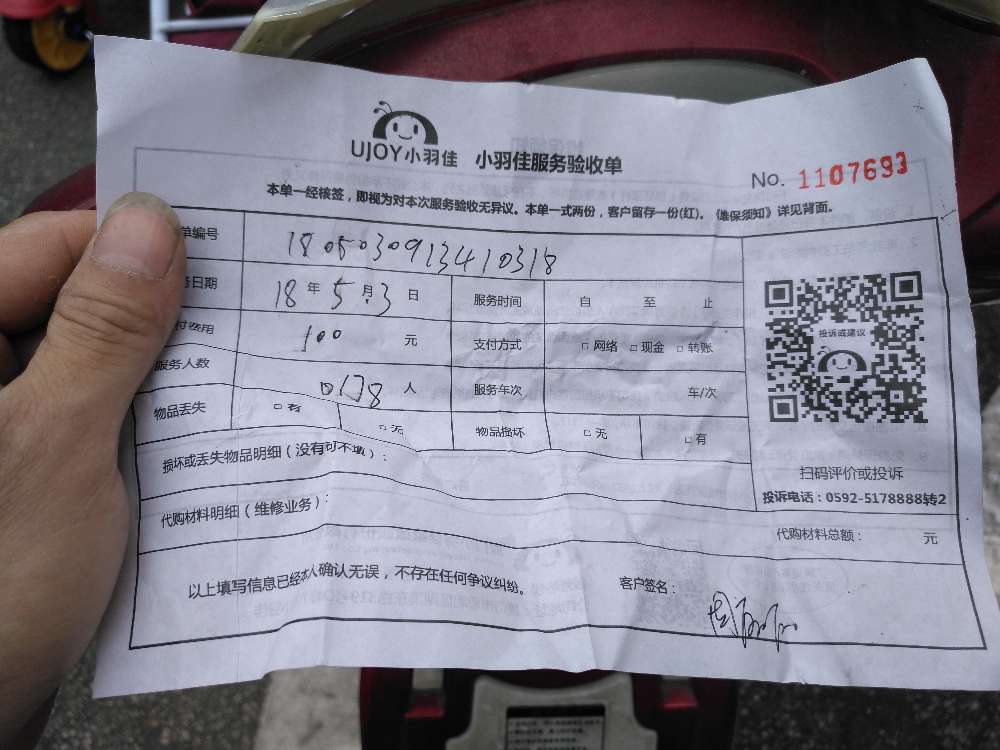 UJOY小羽佳 小羽佳服务验收单
No. 1107693
本单一经核签，即视为对本次服务验收无异议。本单一式两份，客户留存一份(红)。《维保须知》详见背面。
单编号 1805030913410318
务日期 18 年 5 月 3 日 服务时间 自 至 止
付费用 100 元 支付方式 □ 网络 □ 现金 □ 转账
服务人数 0178 人 服务车次 车/次
物品丢失 □ 有 □ 无 物品损坏 □ 无 □ 有
投诉或建议
扫码评价或投诉
投诉电话：0592-5178888转2
损坏或丢失物品明细（没有可不填）：
代购材料明细（维修业务）：
代购材料总额： 元
以上填写信息已经本人确认无误，不存在任何争议纠纷。 客户签名：